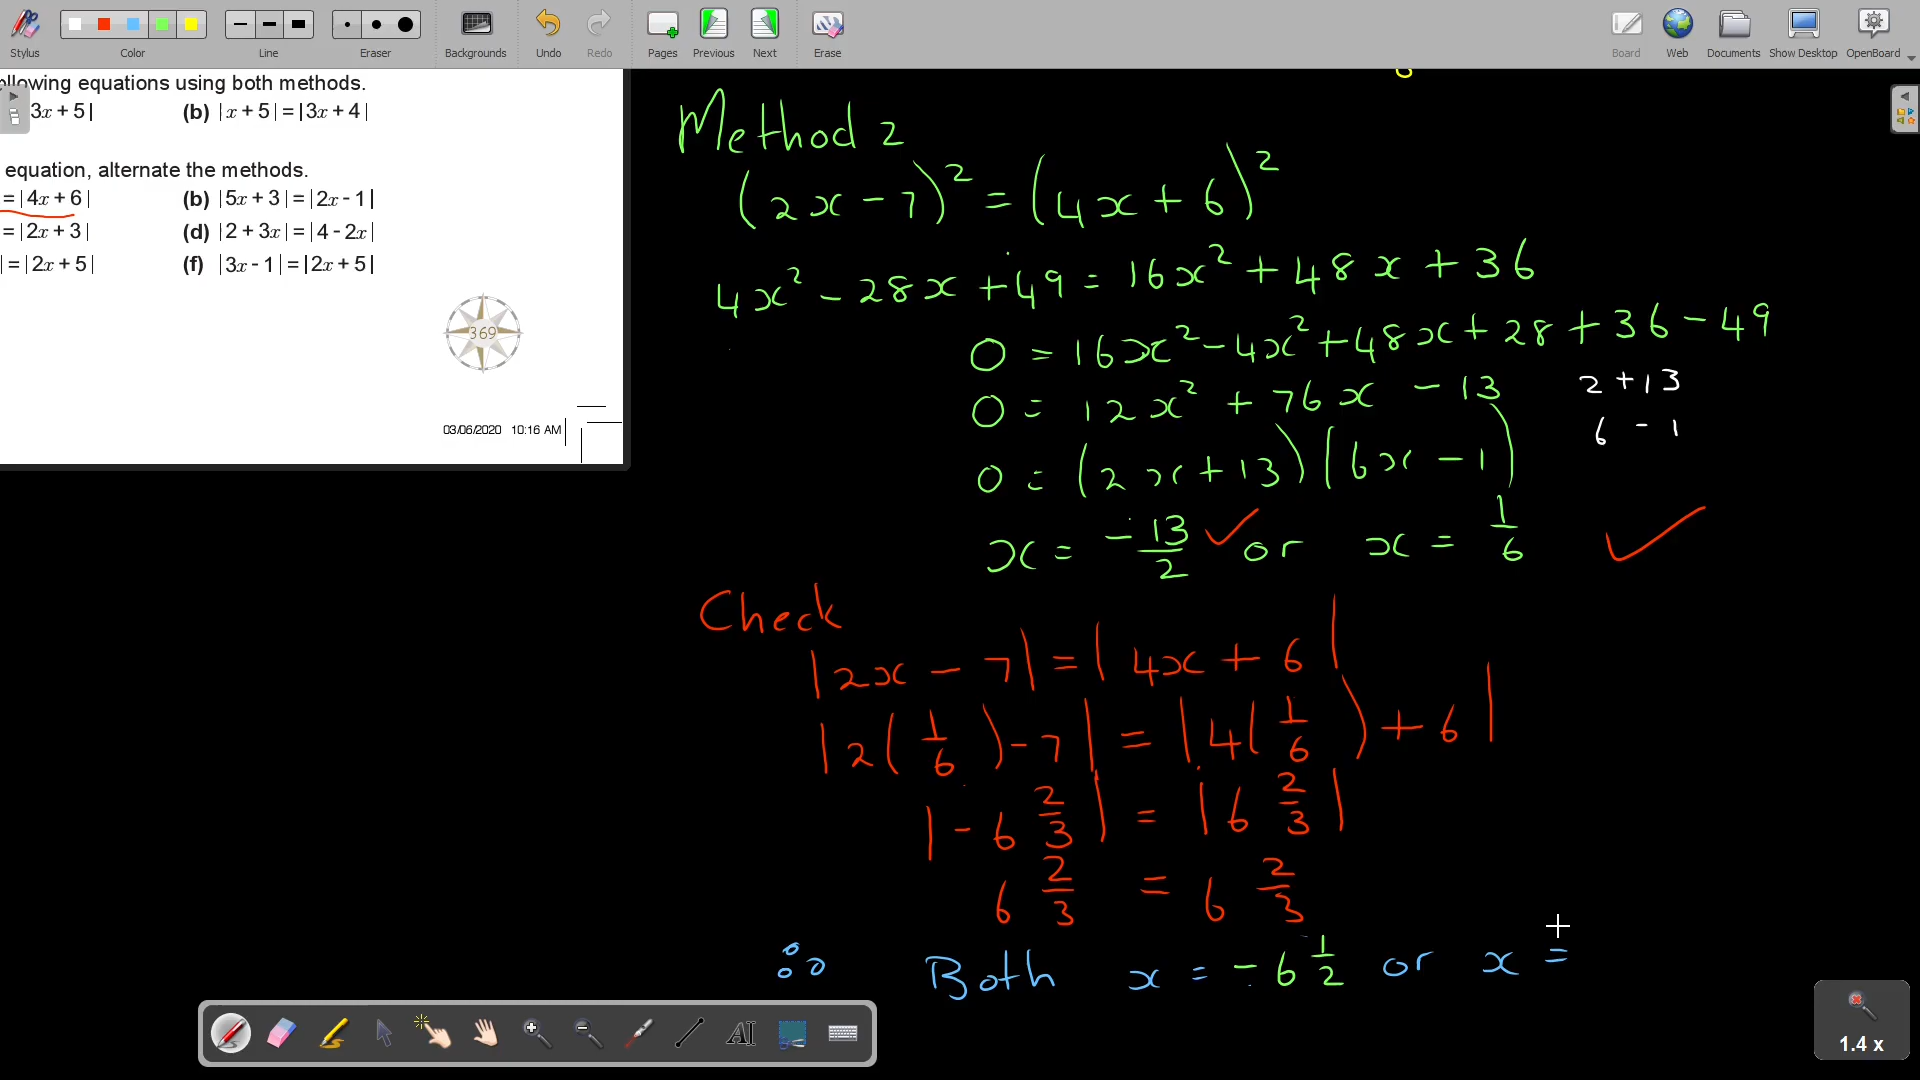 Stylus Color Line Eraser Backgrounds Undo Redo Pages Previous Next Erase Board Web Documents Show Desktop OpenBoard
ollowing equations using both methods.
3x + 5| (b) |x + 5| = |3x + 4|
equation, alternate the methods.
= |4x + 6| (b) |5x + 3| = |2x - 1|
= |2x + 3| (d) |2 + 3x| = |4 - 2x|
| = |2x + 5| (f) |3x - 1| = |2x + 5|
369
03/06/2020 10:16 AM
Method 2
(2x - 7)² = (4x + 6)²
4x² - 28x + 49 = 16x² + 48x + 36
0 = 16x² - 4x² + 48x + 28 + 36 - 49
0 = 12x² + 76x - 13
2 + 13
6 - 1
0 = (2x + 13)(6x - 1)
x = -13/2 ✓ or x = 1/6 ✓
Check
|2x - 7| = |4x + 6|
|2(1/6) - 7| = |4(1/6) + 6|
|-6 2/3| = |6 2/3|
6 2/3 = 6 2/3
∴ Both x = -6 1/2 or x =
1.4 x